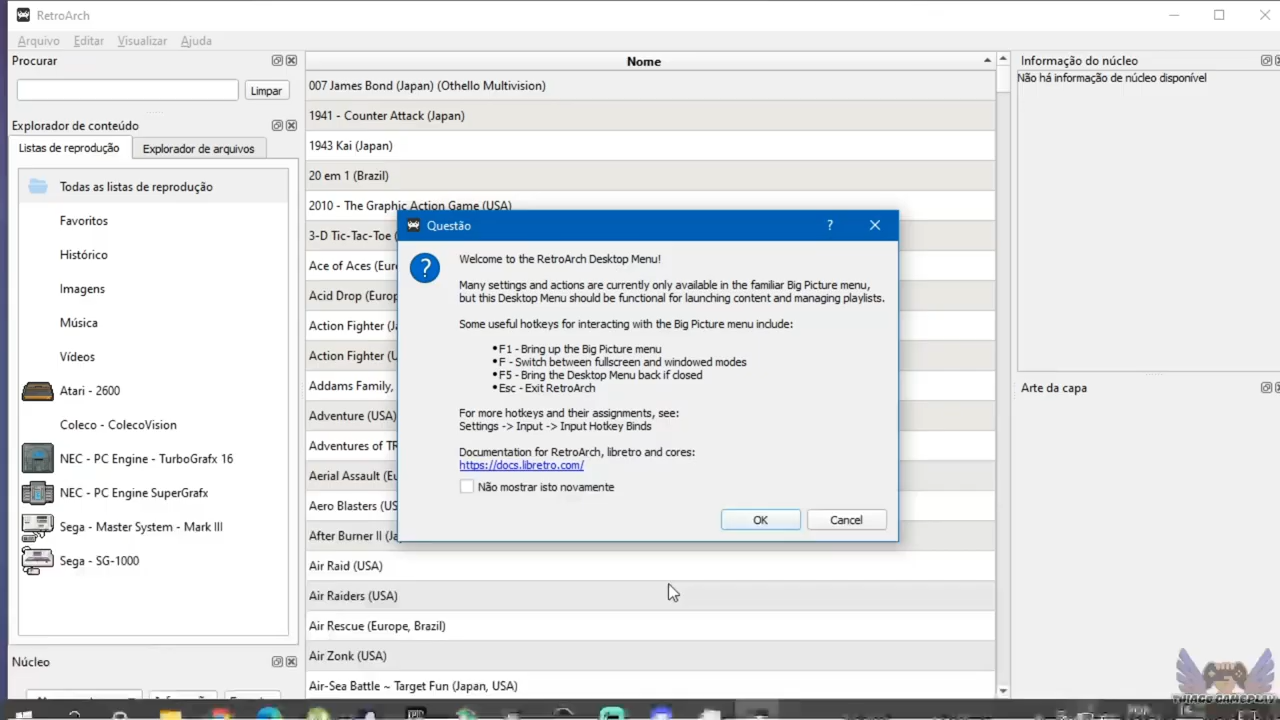 RetroArch
Arquivo Editar Visualizar Ajuda
Procurar
Limpar
Explorador de conteúdo
Listas de reprodução
Explorador de arquivos
Todas as listas de reprodução
Favoritos
Histórico
Imagens
Música
Vídeos
Atari - 2600
Coleco - ColecoVision
NEC - PC Engine - TurboGrafx 16
NEC - PC Engine SuperGrafx
Sega - Master System - Mark III
Sega - SG-1000
Núcleo
Nome
007 James Bond (Japan) (Othello Multivision)
1941 - Counter Attack (Japan)
1943 Kai (Japan)
20 em 1 (Brazil)
2010 - The Graphic Action Game (USA)
3-D Tic-Tac-Toe (
Ace of Aces (Eur
Acid Drop (Europ
Action Fighter (J
Action Fighter (U
Addams Family,
Adventure (USA)
Adventures of TR
Aerial Assault (Eu
Aero Blasters (US
After Burner II (Ja
Air Raid (USA)
Air Raiders (USA)
Air Rescue (Europe, Brazil)
Air Zonk (USA)
Air-Sea Battle ~ Target Fun (Japan, USA)
Questão
?
Welcome to the RetroArch Desktop Menu!
Many settings and actions are currently only available in the familiar Big Picture menu,
but this Desktop Menu should be functional for launching content and managing playlists.
Some useful hotkeys for interacting with the Big Picture menu include:
•F1 - Bring up the Big Picture menu
•F - Switch between fullscreen and windowed modes
•F5 - Bring the Desktop Menu back if closed
•Esc - Exit RetroArch
For more hotkeys and their assignments, see:
Settings -> Input -> Input Hotkey Binds
Documentation for RetroArch, libretro and cores:
https://docs.libretro.com/
Não mostrar isto novamente
OK
Cancel
Informação do núcleo
Não há informação de núcleo disponível
Arte da capa
THIAGO GAMEPLAY